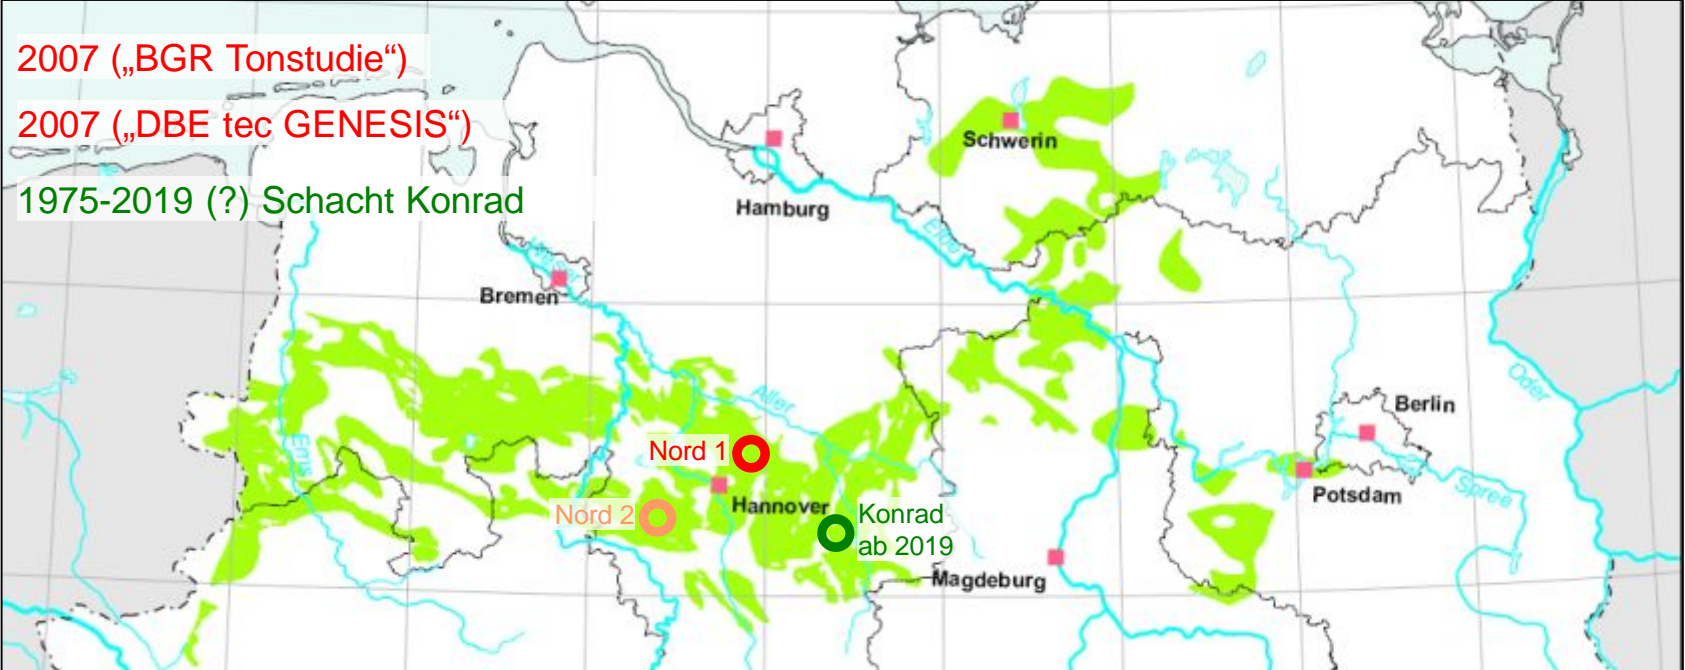 2007 („BGR Tonstudie“)
2007 („DBE tec GENESIS“)
1975-2019 (?) Schacht Konrad
Schwerin
Hamburg
Elbe
Weser
Bremen
Aller
Oder
Berlin
Ems
Nord 1
Hannover
Nord 2
Konrad
ab 2019
Potsdam
Spree
Magdeburg